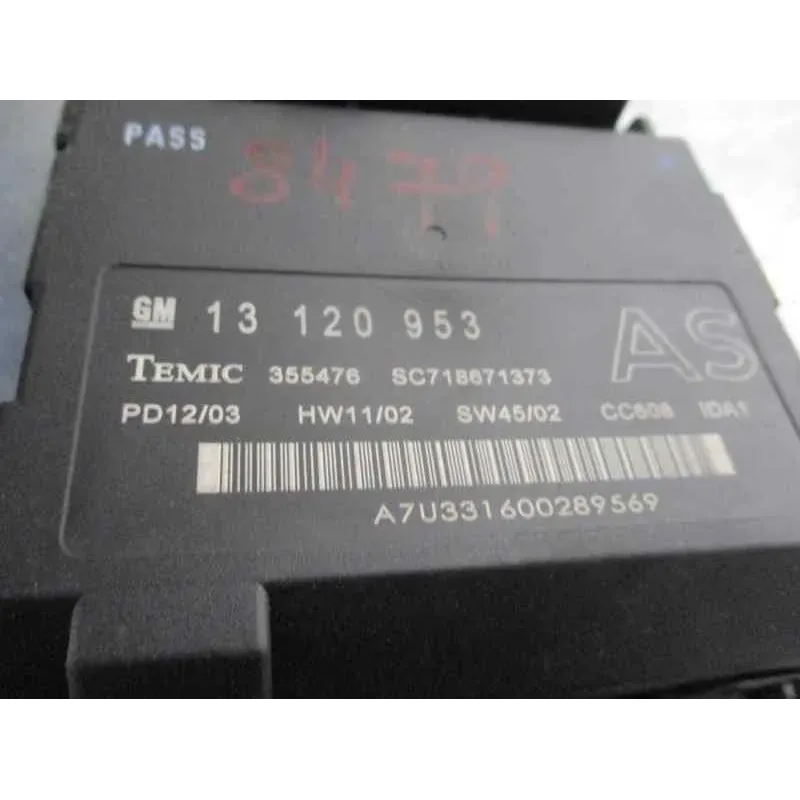 PASS
8479
GM 13 120 953 AS
TEMIC 355476 SC718671373
PD12/03 HW11/02 SW45/02 CC608 IDA1
A7U331600289569